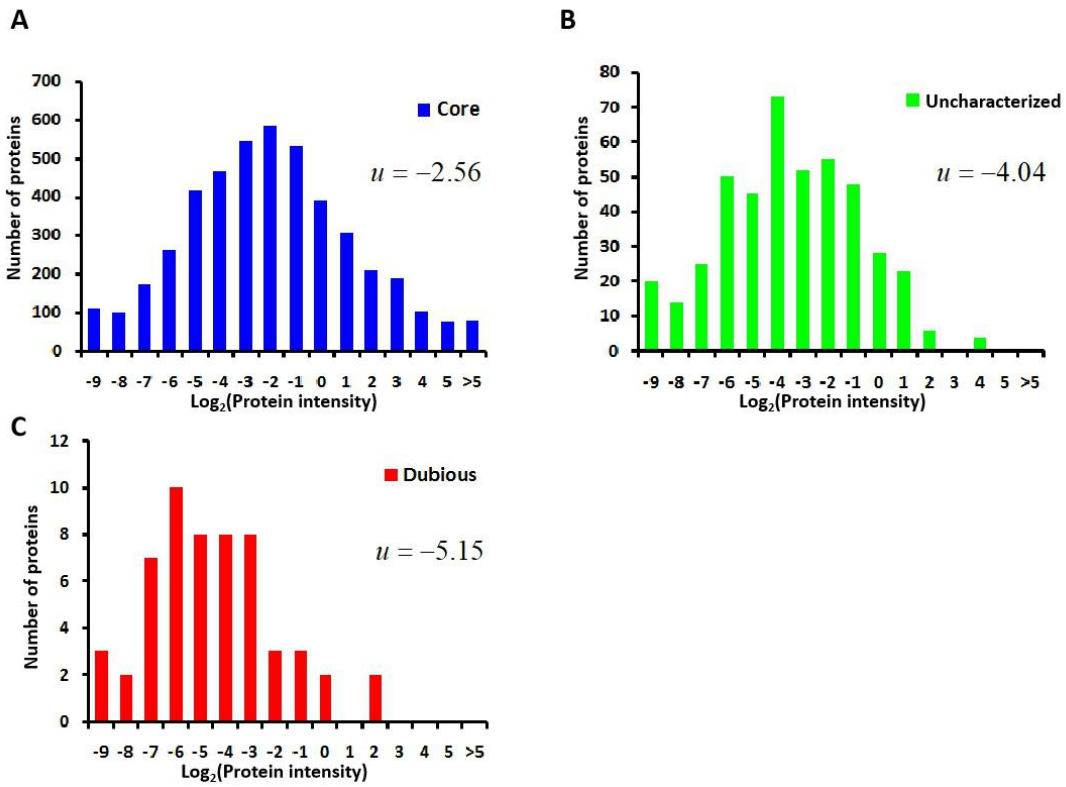 A
Number of proteins
700
600
500
400
300
200
100
0
Core
u = −2.56
-9 -8 -7 -6 -5 -4 -3 -2 -1 0 1 2 3 4 5 >5
Log₂(Protein intensity)
B
Number of proteins
80
70
60
50
40
30
20
10
0
Uncharacterized
u = −4.04
-9 -8 -7 -6 -5 -4 -3 -2 -1 0 1 2 3 4 5 >5
Log₂(Protein intensity)
C
Number of proteins
12
10
8
6
4
2
0
Dubious
u = −5.15
-9 -8 -7 -6 -5 -4 -3 -2 -1 0 1 2 3 4 5 >5
Log₂(Protein intensity)